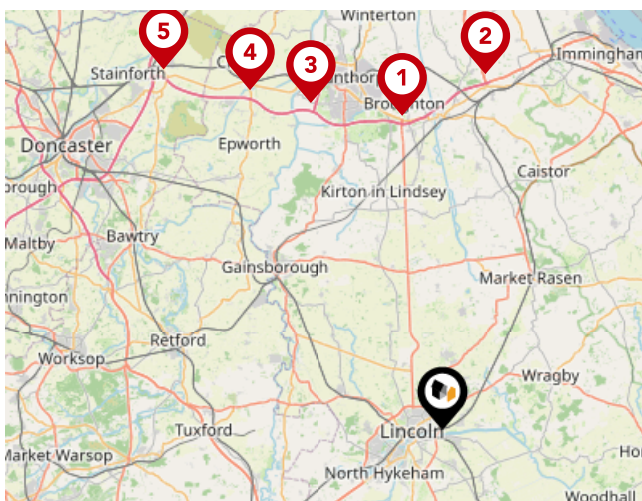 Winterton
5
2
Immingham
4
1
Stainforth
3
Doncaster
Epworth
Caistor
Kirton in Lindsey
Maltby
Bawtry
Gainsborough
Market Rasen
Retford
Worksop
Wragby
Tuxford
Lincoln
Market Warsop
North Hykeham
Woodhall